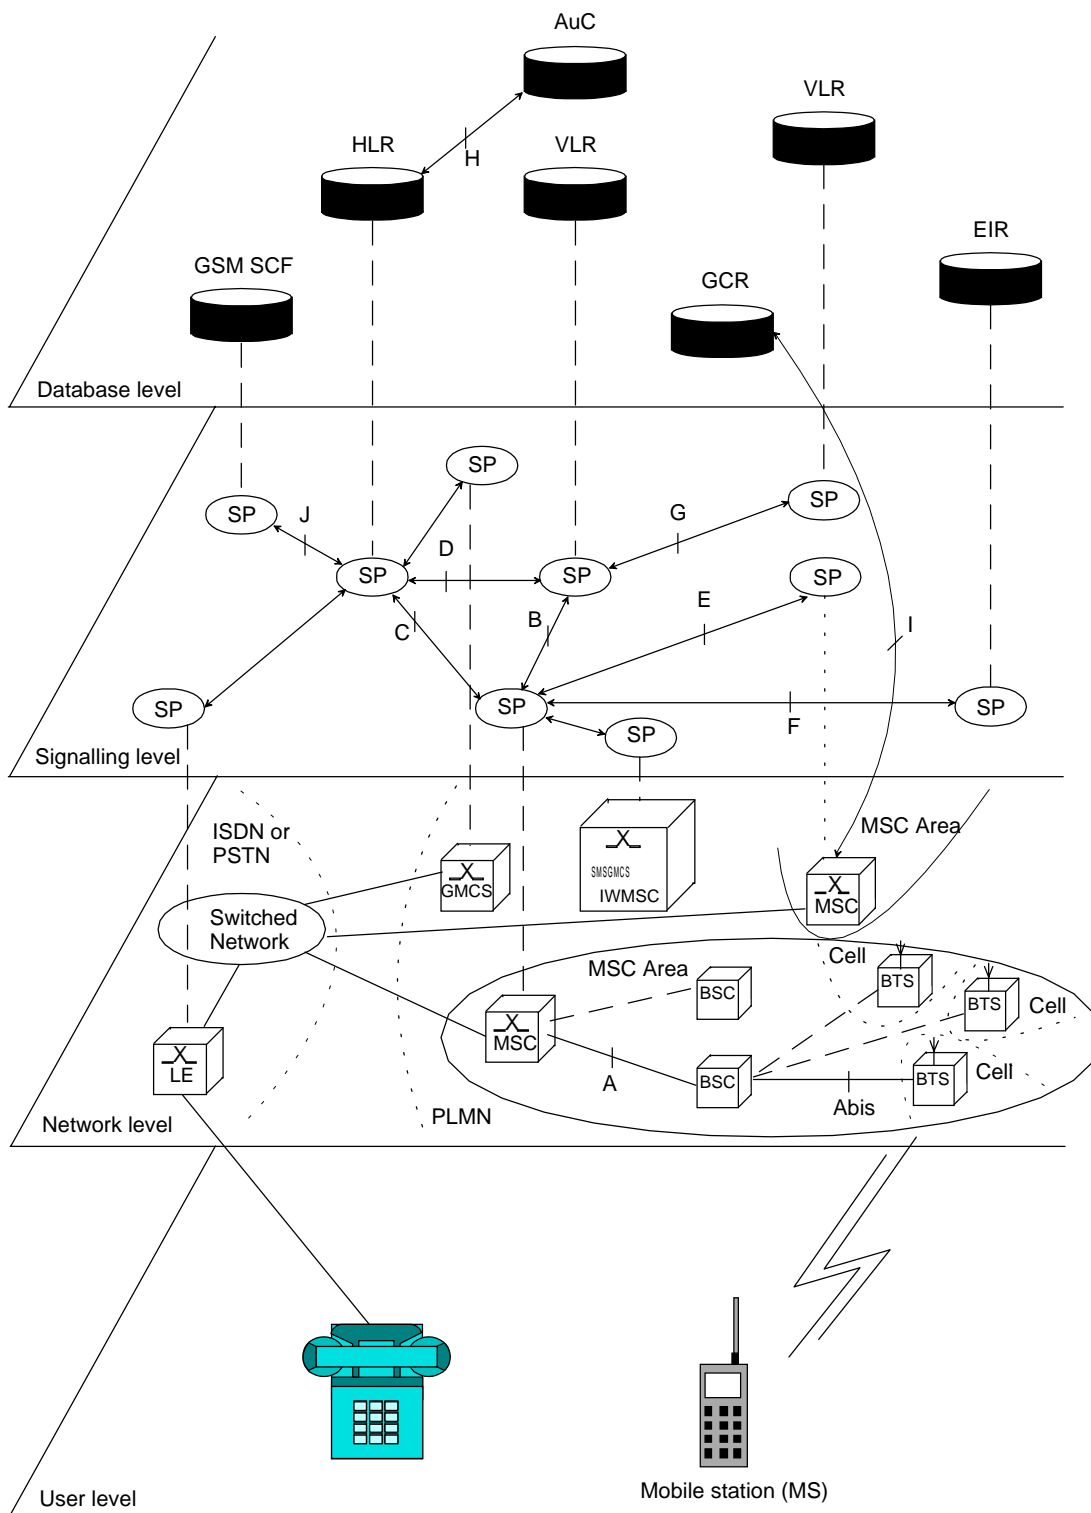 AuC
VLR
HLR
H
VLR
EIR
GSM SCF
GCR
Database level
SP
SP
SP
J
G
D
SP
SP
SP
E
B
C
I
SP
SP
SP
SP
F
Signalling level
ISDN or
PSTN
MSC Area
GMCS
SMSGMCS
IWMSC
MSC
Switched
Network
Cell
MSC Area
BSC
BTS
BTS
Cell
MSC
LE
A
BSC
BTS
Cell
Abis
PLMN
Network level
Mobile station (MS)
User level